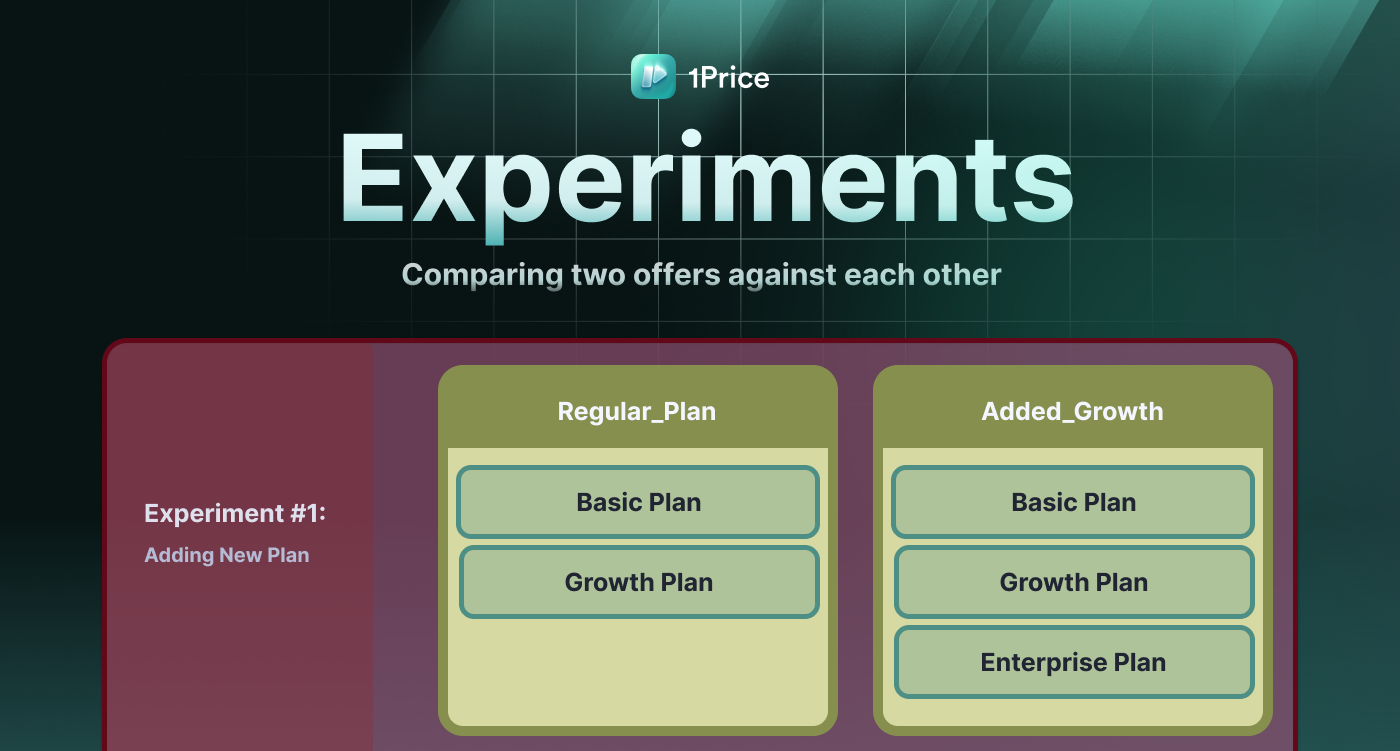 1Price
Experiments
Comparing two offers against each other
Experiment #1:
Adding New Plan
Regular_Plan
Basic Plan
Growth Plan
Added_Growth
Basic Plan
Growth Plan
Enterprise Plan